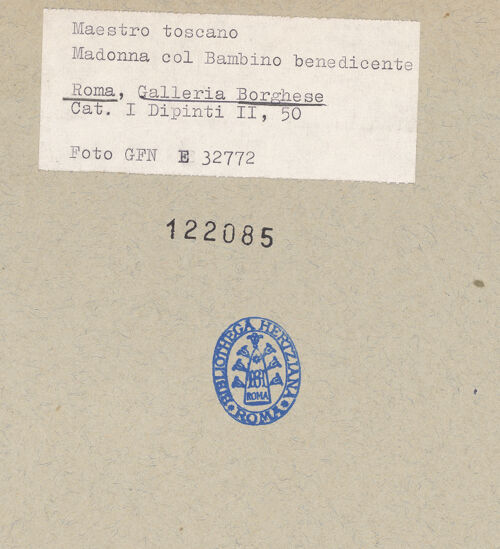 Maestro toscano
Madonna col Bambino benedicente
Roma, Galleria Borghese
Cat. I Dipinti II, 50
Foto GFN E 32772
122085
BIBLIOTHEGA HERTZIANA
ROMA
ROMA